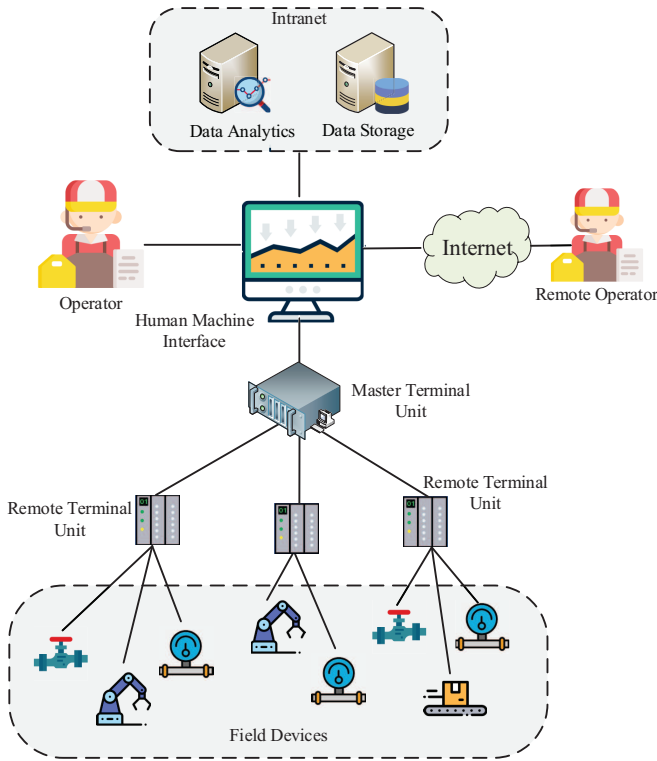 Intranet
Data Analytics
Data Storage
Internet
Operator
Remote Operator
Human Machine
Interface
Master Terminal
Unit
Remote Terminal
Unit
Remote Terminal
Unit
Field Devices